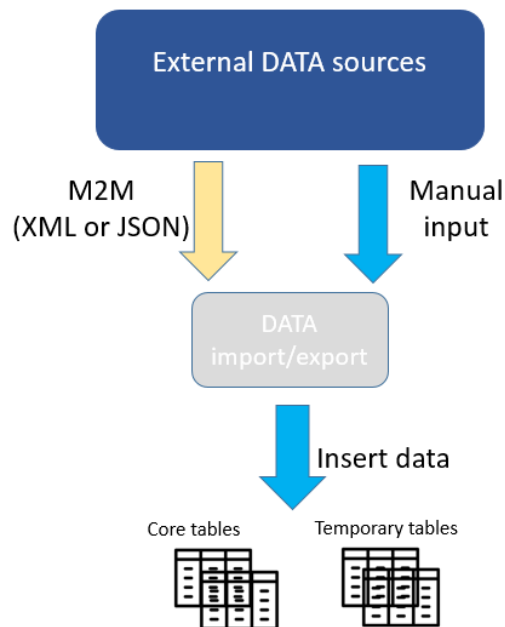 External DATA sources
M2M
(XML or JSON)
Manual
input
DATA
import/export
Insert data
Core tables
Temporary tables